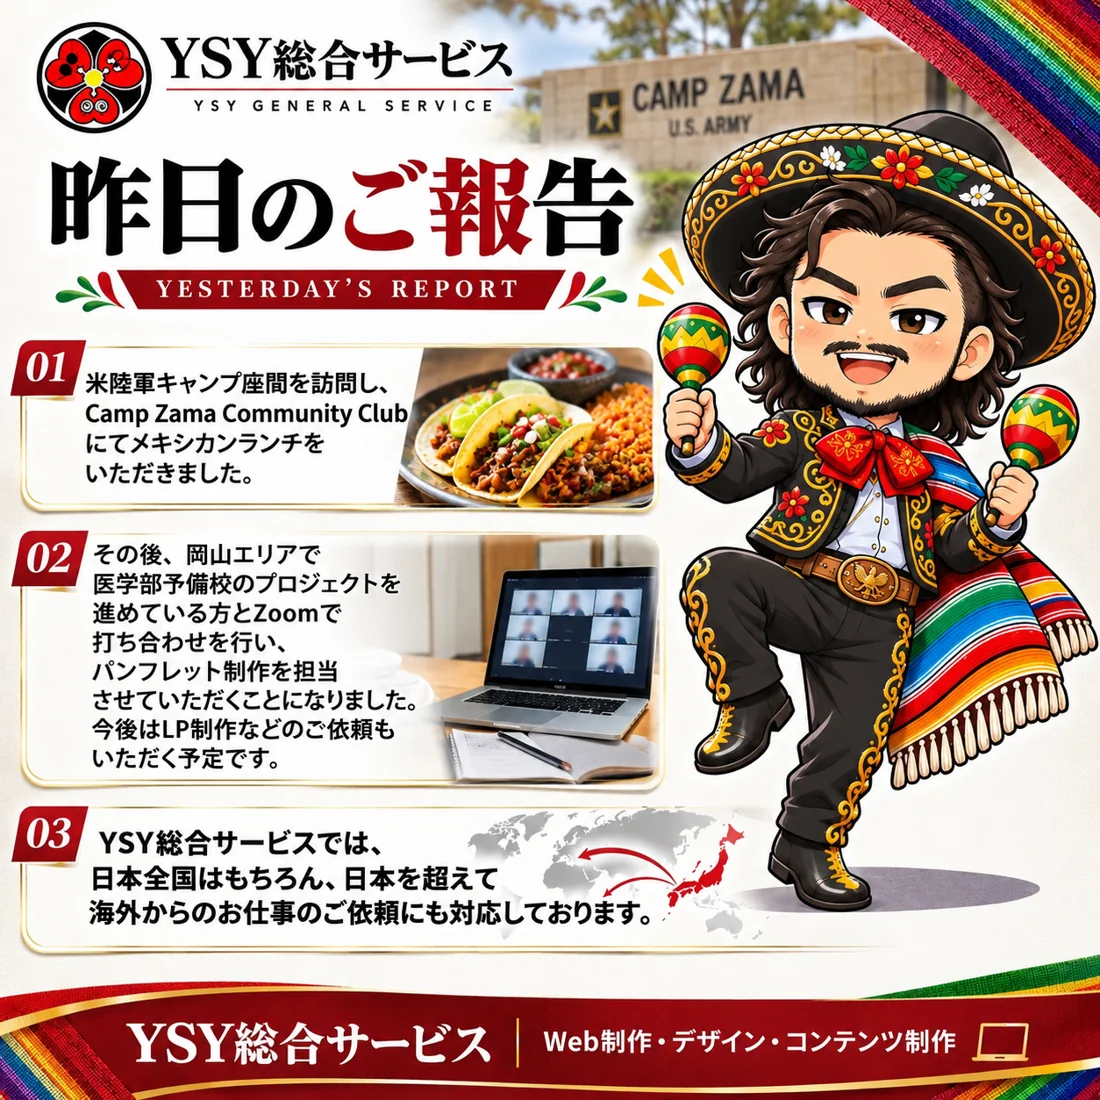 YSY総合サービス
YSY GENERAL SERVICE
CAMP ZAMA
U.S. ARMY
昨日のご報告
YESTERDAY'S REPORT
01
米陸軍キャンプ座間を訪問し、
Camp Zama Community Club
にてメキシカンランチを
いただきました。
02
その後、岡山エリアで
医学部予備校のプロジェクトを
進めている方とZoomで
打ち合わせを行い、
パンフレット制作を担当
させていただくことになりました。
今後はLP制作などのご依頼も
いただく予定です。
03
YSY総合サービスでは、
日本全国はもちろん、日本を超えて
海外からのお仕事のご依頼にも対応しております。
YSY総合サービス
Web制作・デザイン・コンテンツ制作